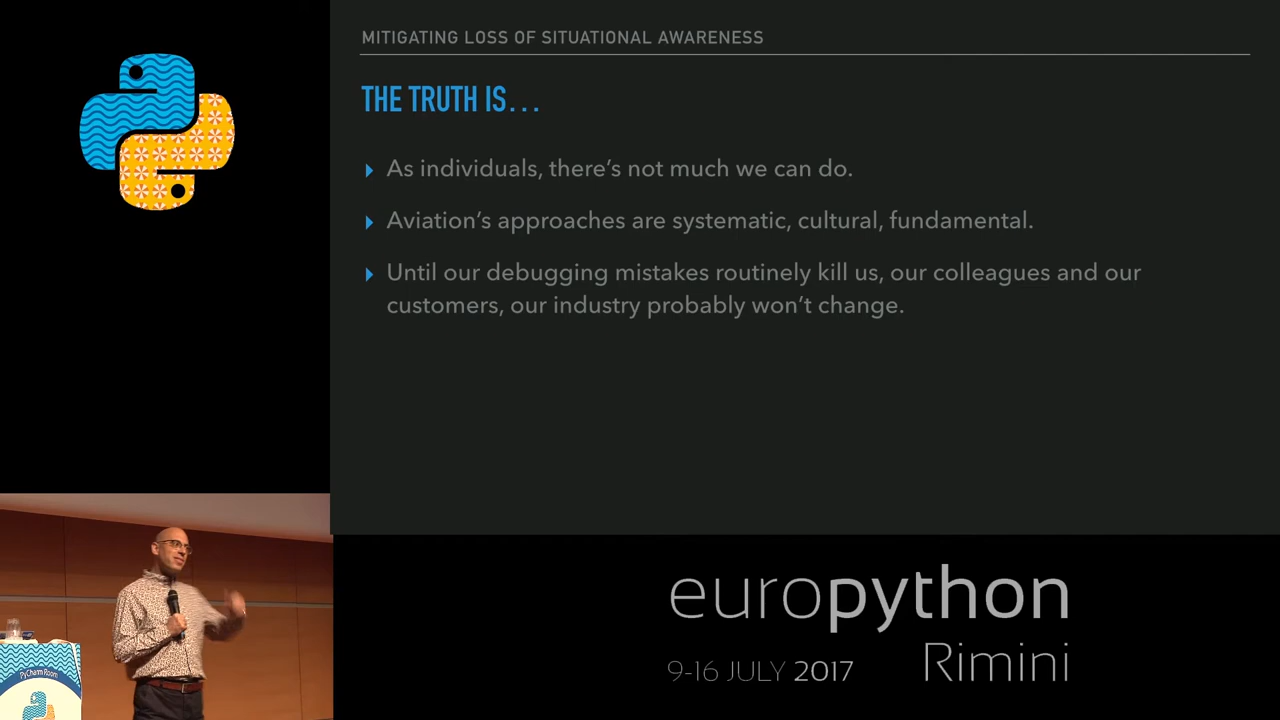 MITIGATING LOSS OF SITUATIONAL AWARENESS
THE TRUTH IS...
As individuals, there's not much we can do.
Aviation's approaches are systematic, cultural, fundamental.
Until our debugging mistakes routinely kill us, our colleagues and our
customers, our industry probably won't change.
PyCharm Room
europython
Rimini
9-16 JULY 2017